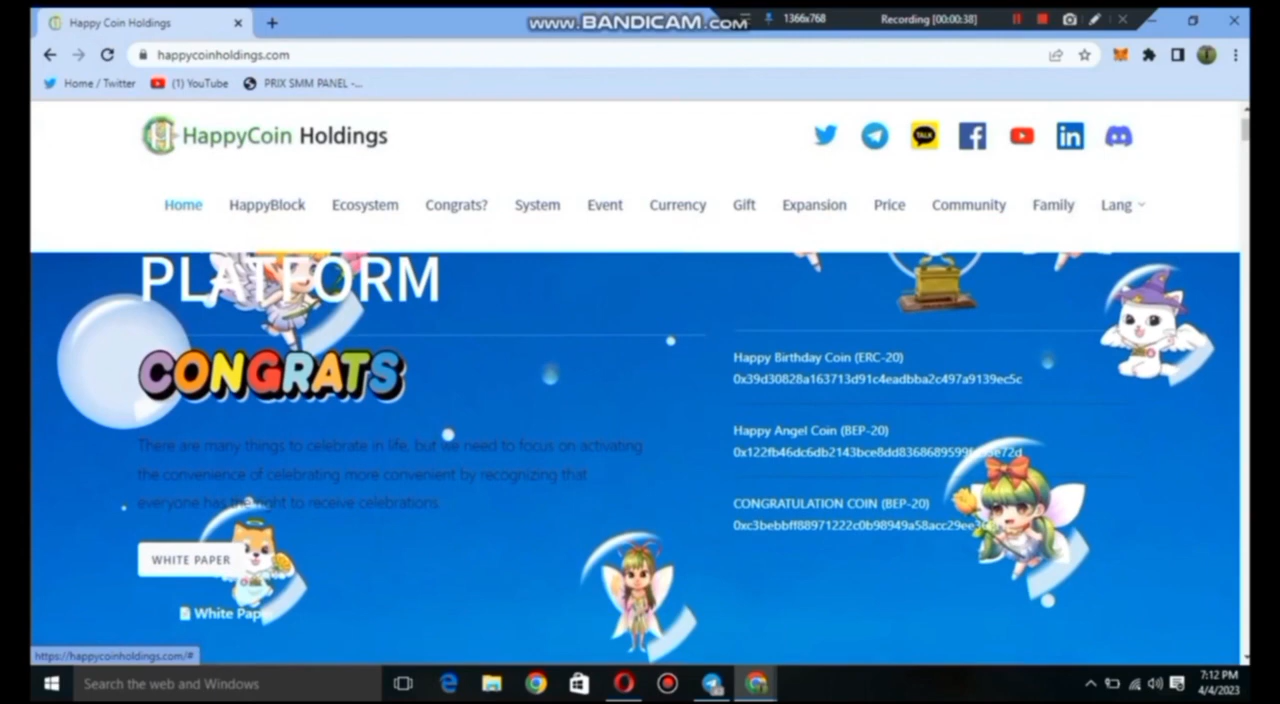 Happy Coin Holdings
www.BANDICAM.com
1366x768
Recording [00:00:38]
happycoinholdings.com
Home / Twitter
(1) YouTube
PRIX SMM PANEL -...
HappyCoin Holdings
TALK
Home
HappyBlock
Ecosystem
Congrats?
System
Event
Currency
Gift
Expansion
Price
Community
Family
Lang
PLATFORM
CONGRATS
There are many things to celebrate in life, but we need to focus on activating
the convenience of celebrating more convenient by recognizing that
everyone has the right to receive celebrations.
WHITE PAPER
White Pap
Happy Birthday Coin (ERC-20)
0x39d30828a163713d91c4eadbba2c497a9139ec5c
Happy Angel Coin (BEP-20)
CONGRATULATION COIN (BEP-20)
https://happycoinholdings.com/#
Search the web and Windows
7:12 PM
4/4/2023